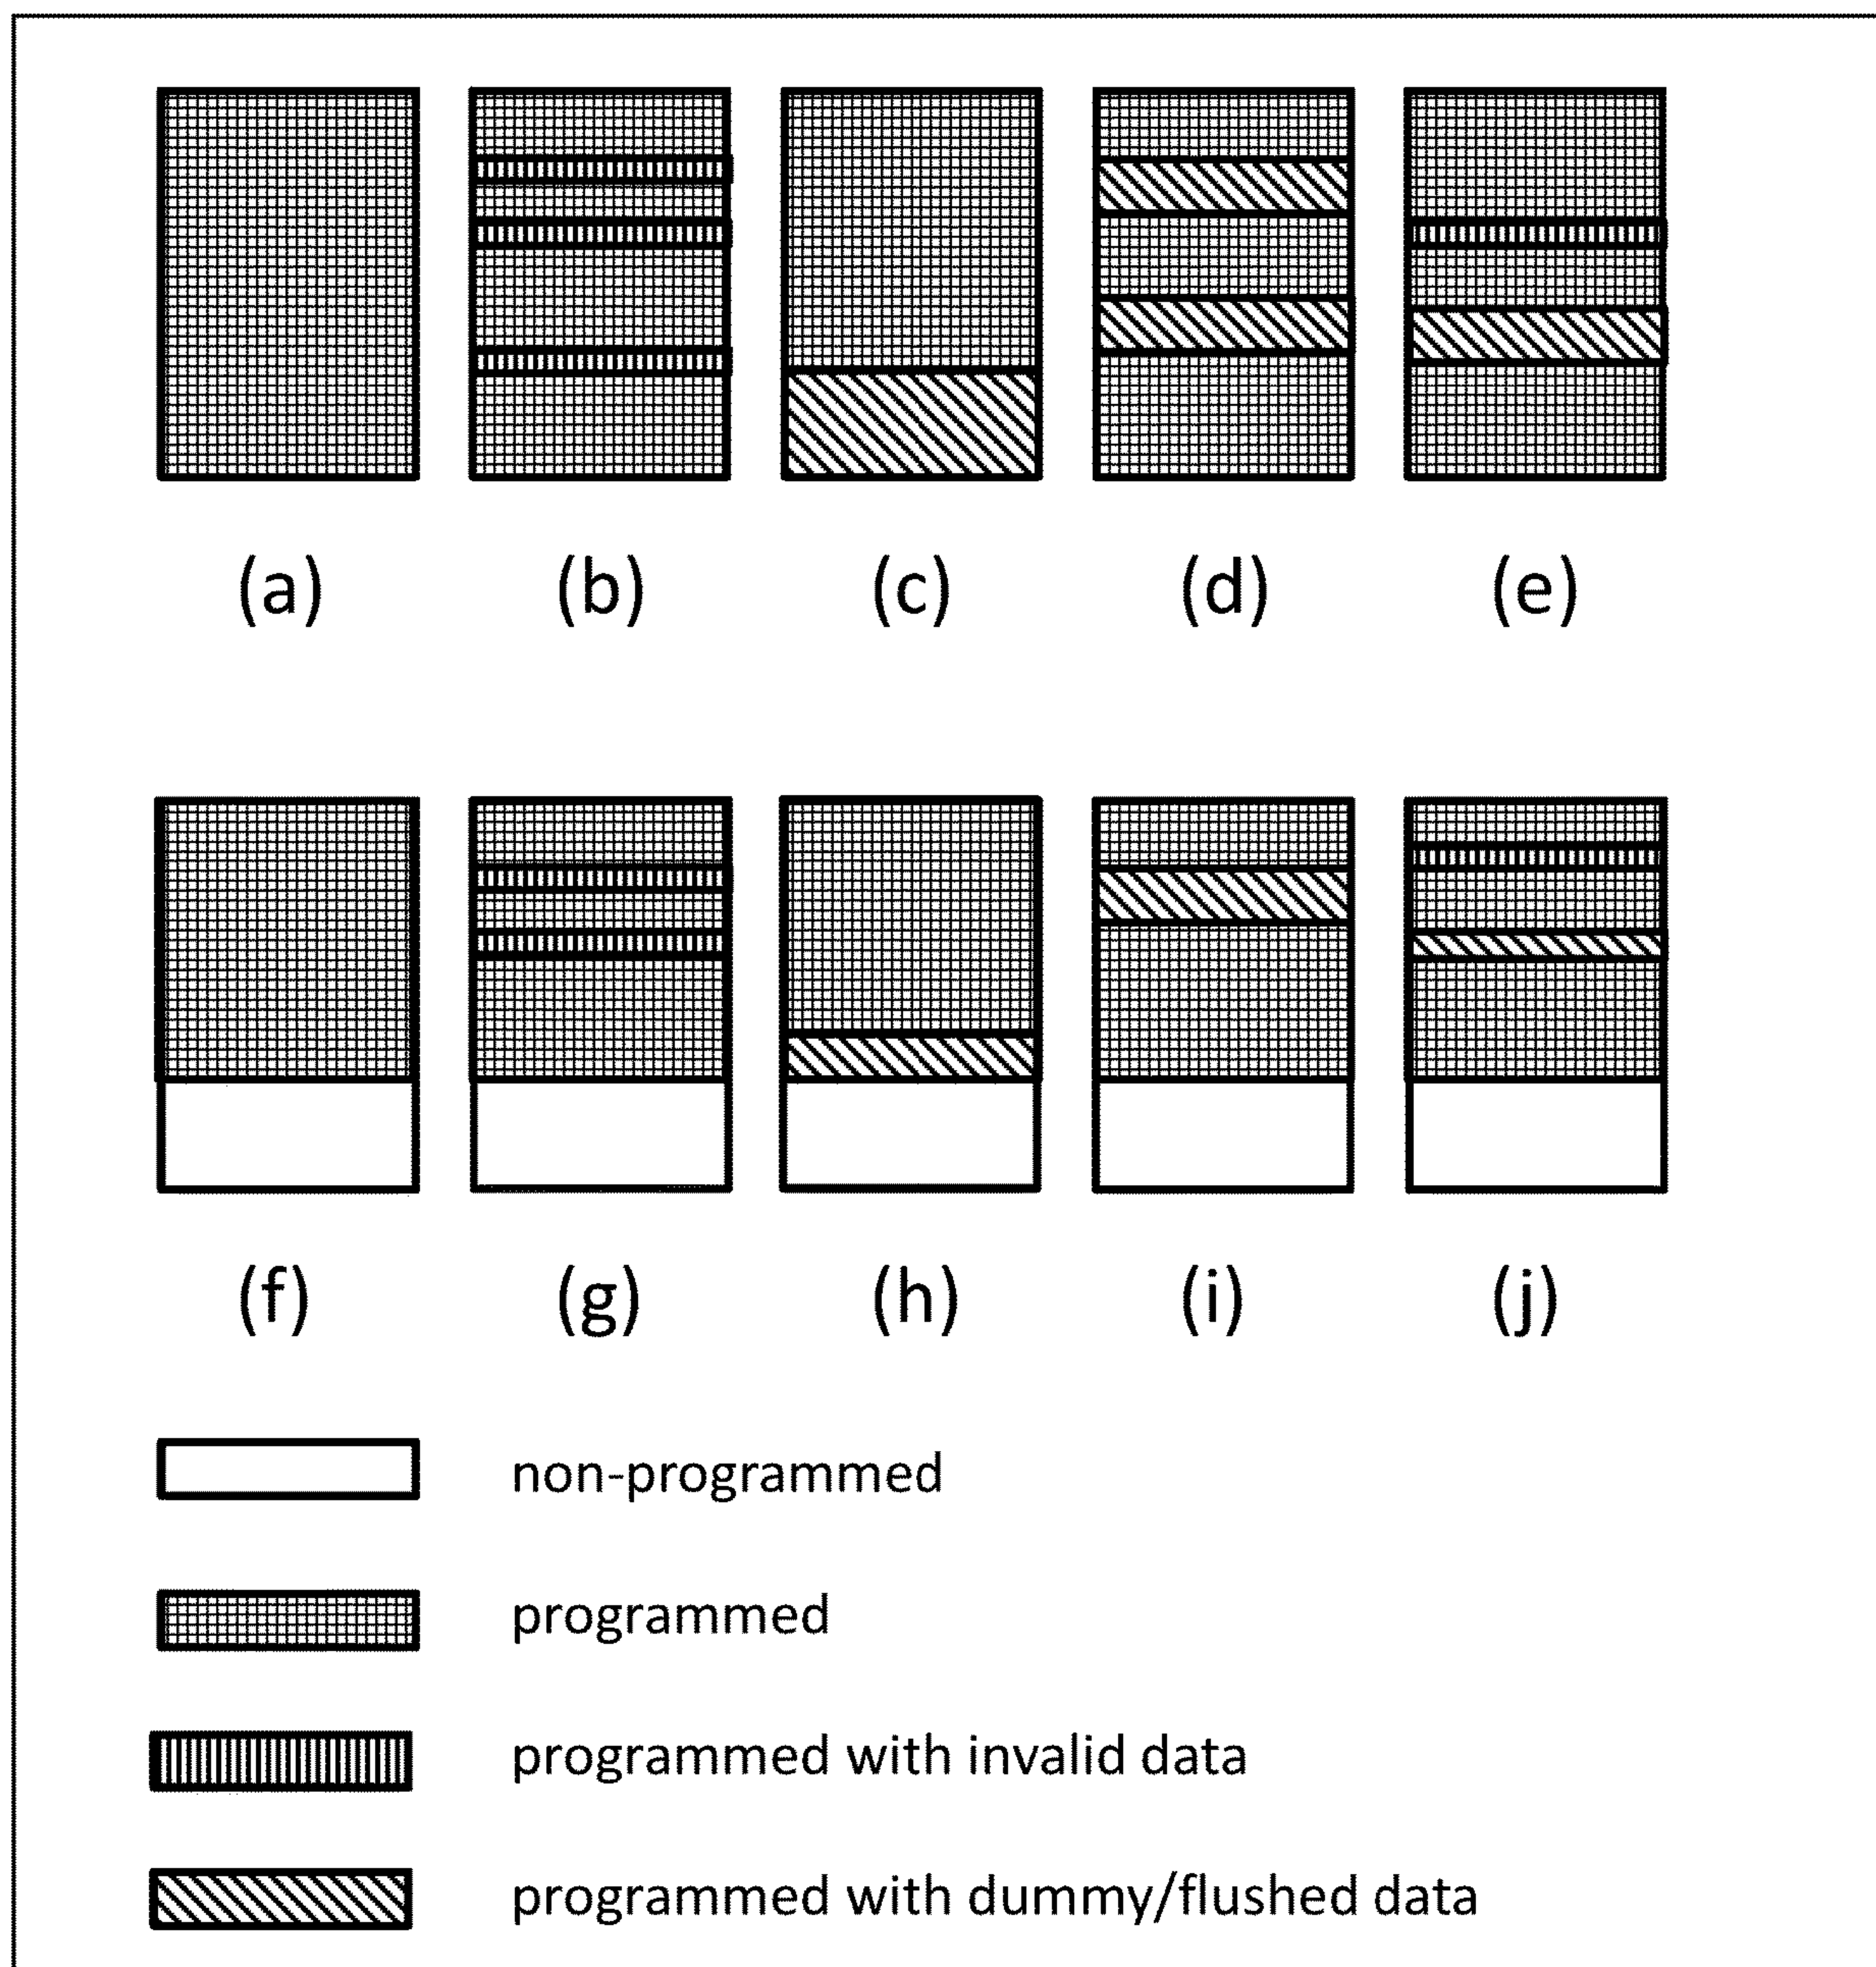 (a) (b) (c) (d) (e)
(f) (g) (h) (i) (j)
non-programmed
programmed
programmed with invalid data
programmed with dummy/flushed data